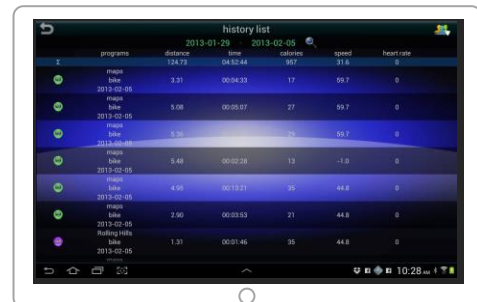 history list
2013-01-29 - 2013-02-05
programs distance time calories speed heart rate
Σ 124.73 04:52:44 957 31.6 0
maps
bike 3.31 00:04:33 17 59.7 0
2013-02-05
maps
bike 5.08 00:05:07 27 59.7 0
2013-02-05
maps
bike 5.36 29 59.7 0
2013-02-05
maps
bike 5.48 00:02:28 13 -1.0 0
2013-02-05
maps
bike 4.95 00:13:21 35 44.8 0
2013-02-05
maps
bike 2.90 00:03:53 21 44.8 0
2013-02-05
Rolling Hills
bike 1.31 00:01:46 35 44.8 0
2013-02-05
maps
10:28